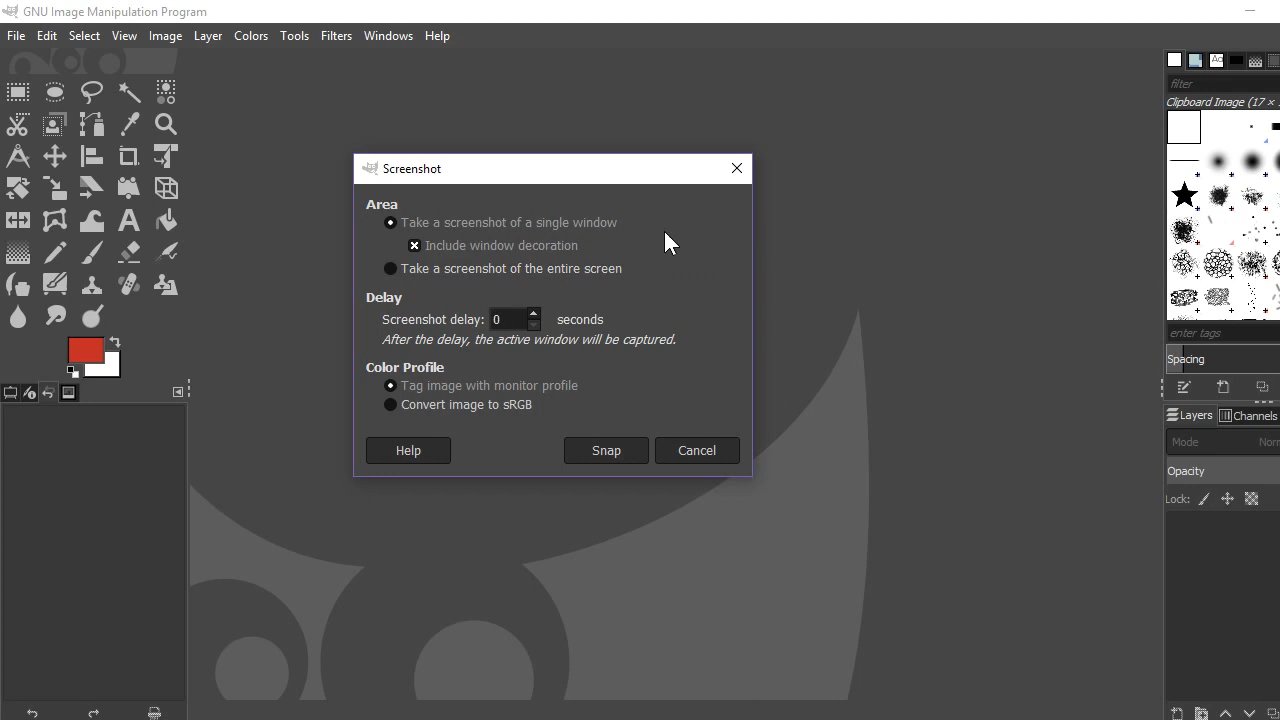 GNU Image Manipulation Program
File Edit Select View Image Layer Colors Tools Filters Windows Help
Aa
filter
Clipboard Image (17 ×
Screenshot
Area
Take a screenshot of a single window
Include window decoration
Take a screenshot of the entire screen
Delay
Screenshot delay: 0 seconds
After the delay, the active window will be captured.
Color Profile
Tag image with monitor profile
Convert image to sRGB
Help Snap Cancel
enter tags
Spacing
Layers Channels
Mode Nor
Opacity
Lock: